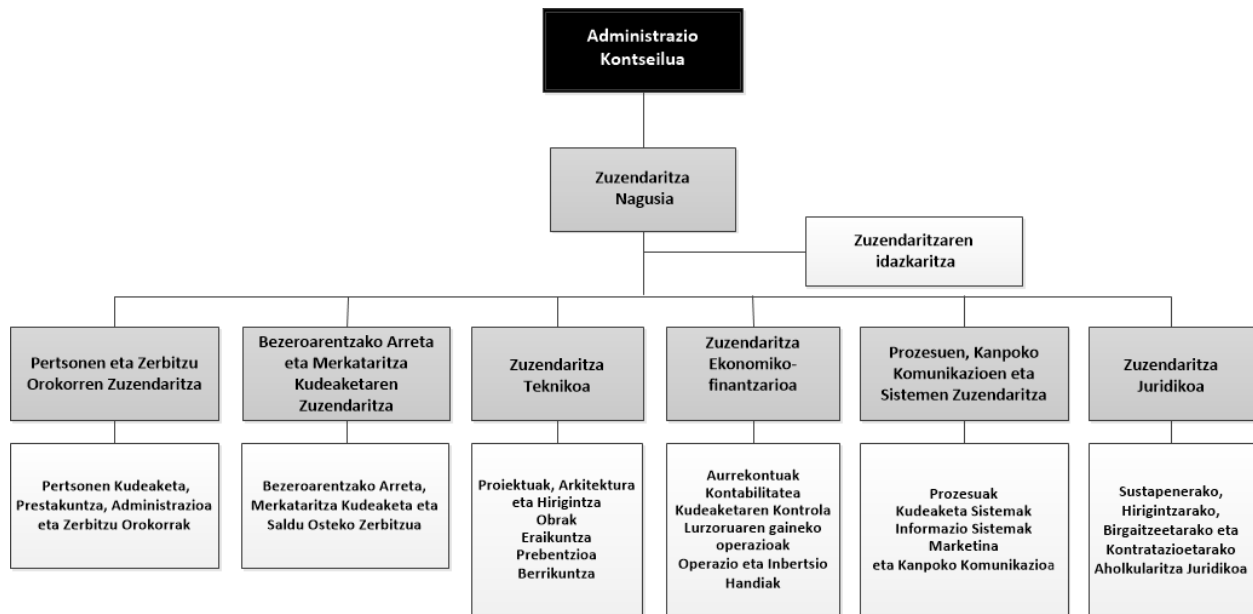 Administrazio
Kontseilua
Zuzendaritza
Nagusia
Zuzendaritzaren
idazkaritza
Pertsonen eta Zerbitzu
Orokorren Zuzendaritza
Bezeroarentzako Arreta
eta Merkataritza
Kudeaketaren
Zuzendaritza
Zuzendaritza
Teknikoa
Zuzendaritza
Ekonomiko-
finantzarioa
Prozesuen, Kanpoko
Komunikazioen eta
Sistemen Zuzendaritza
Zuzendaritza
Juridikoa
Pertsonen Kudeaketa,
Prestakuntza, Administrazioa
eta Zerbitzu Orokorrak
Bezeroarentzako Arreta,
Merkataritza Kudeaketa eta
Saldu Osteko Zerbitzua
Proiektuak, Arkitektura
eta Hirigintza
Obrak
Eraikuntza
Prebentzioa
Berrikuntza
Aurrekontuak
Kontabilitatea
Kudeaketaren Kontrola
Lurzoruaren gaineko
operazioak
Operazio eta Inbertsio
Handiak
Prozesuak
Kudeaketa Sistemak
Informazio Sistemak
Marketina
eta Kanpoko Komunikazioa
Sustapenerako,
Hirigintzarako,
Birgaitzeetarako eta
Kontratazioetarako
Aholkularitza Juridikoa